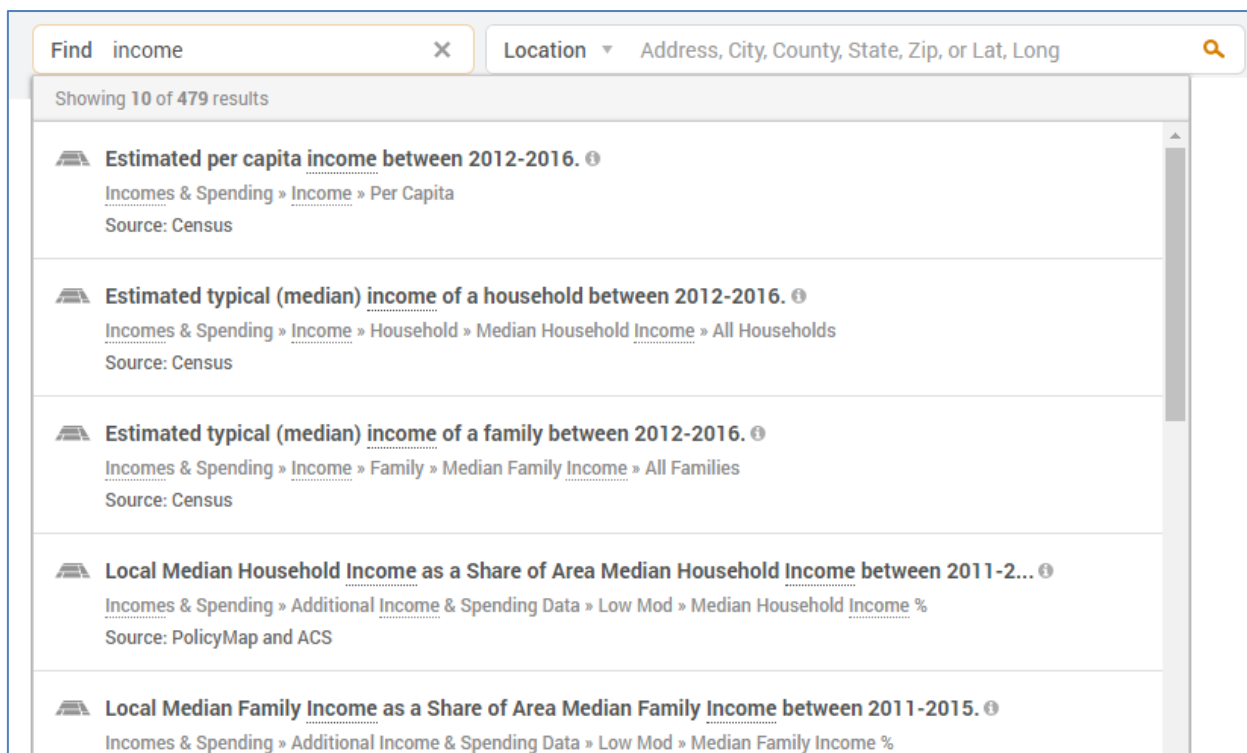 Find income × Location ▼ Address, City, County, State, Zip, or Lat, Long
Showing 10 of 479 results
Estimated per capita income between 2012-2016.
Incomes & Spending » Income » Per Capita
Source: Census
Estimated typical (median) income of a household between 2012-2016.
Incomes & Spending » Income » Household » Median Household Income » All Households
Source: Census
Estimated typical (median) income of a family between 2012-2016.
Incomes & Spending » Income » Family » Median Family Income » All Families
Source: Census
Local Median Household Income as a Share of Area Median Household Income between 2011-2...
Incomes & Spending » Additional Income & Spending Data » Low Mod » Median Household Income %
Source: PolicyMap and ACS
Local Median Family Income as a Share of Area Median Family Income between 2011-2015.
Incomes & Spending » Additional Income & Spending Data » Low Mod » Median Family Income %